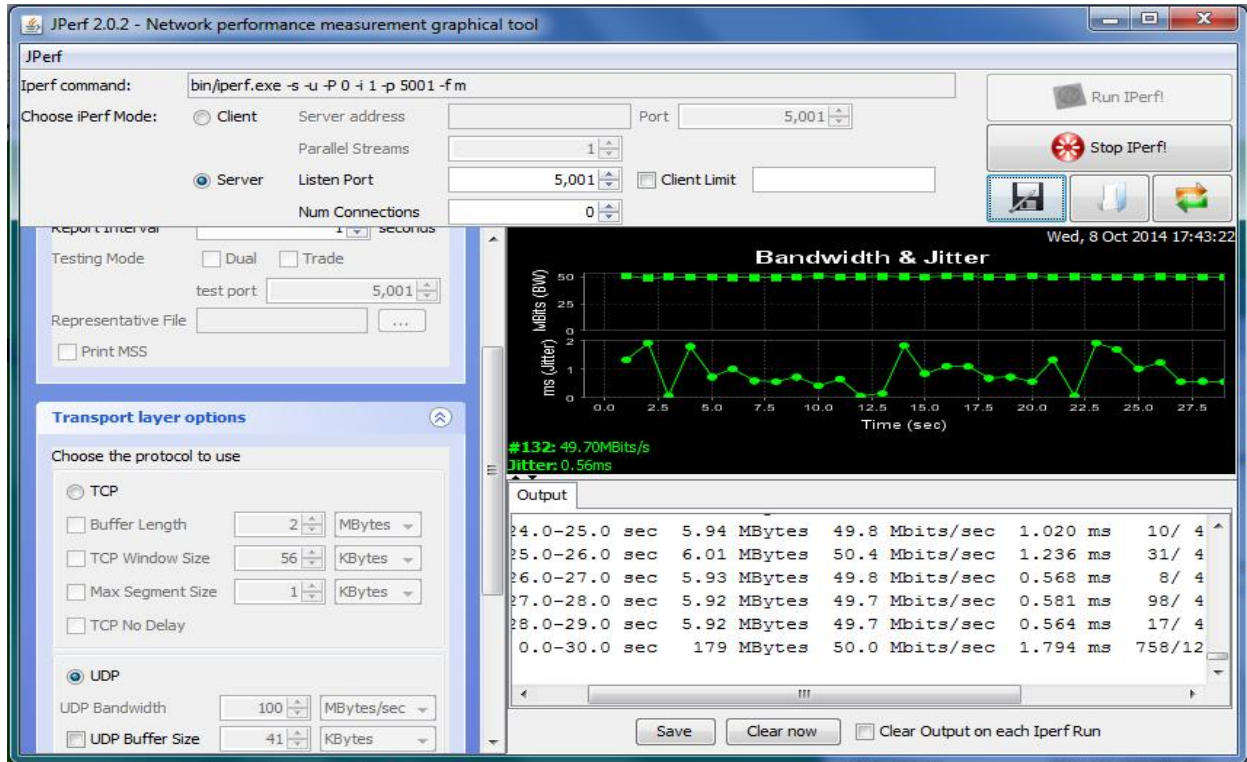 JPerf 2.0.2 - Network performance measurement graphical tool
JPerf
Iperf command: bin/iperf.exe -s -u -P 0 -i 1 -p 5001 -f m
Run IPerf!
Choose iPerf Mode: Client Server address Port 5,001
Parallel Streams 1
Stop IPerf!
Server Listen Port 5,001 Client Limit
Num Connections 0
Report Interval 1 seconds
Testing Mode Dual Trade
test port 5,001
Representative File ...
Print MSS
Transport layer options
Choose the protocol to use
TCP
Buffer Length 2 MBytes
TCP Window Size 56 KBytes
Max Segment Size 1 KBytes
TCP No Delay
UDP
UDP Bandwidth 100 MBytes/sec
UDP Buffer Size 41 KBytes
Wed, 8 Oct 2014 17:43:22
Bandwidth & Jitter
MBits (BW)
50
25
0
ms (Jitter)
2
1
0
0.0 2.5 5.0 7.5 10.0 12.5 15.0 17.5 20.0 22.5 25.0 27.5
Time (sec)
#132: 49.70MBits/s
Jitter: 0.56ms
Output
24.0-25.0 sec 5.94 MBytes 49.8 Mbits/sec 1.020 ms 10/ 4
25.0-26.0 sec 6.01 MBytes 50.4 Mbits/sec 1.236 ms 31/ 4
26.0-27.0 sec 5.93 MBytes 49.8 Mbits/sec 0.568 ms 8/ 4
27.0-28.0 sec 5.92 MBytes 49.7 Mbits/sec 0.581 ms 98/ 4
28.0-29.0 sec 5.92 MBytes 49.7 Mbits/sec 0.564 ms 17/ 4
0.0-30.0 sec 179 MBytes 50.0 Mbits/sec 1.794 ms 758/12
Save Clear now Clear Output on each Iperf Run